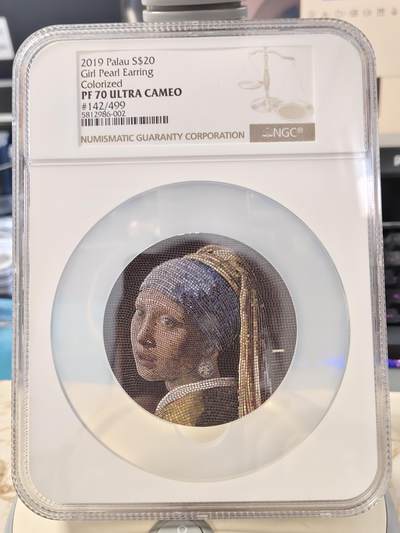 2019 Palau S$20
Girl Pearl Earring
Colorized
PF 70 ULTRA CAMEO
#142/499
5812986-002
NUMISMATIC GUARANTY CORPORATION
NGC®